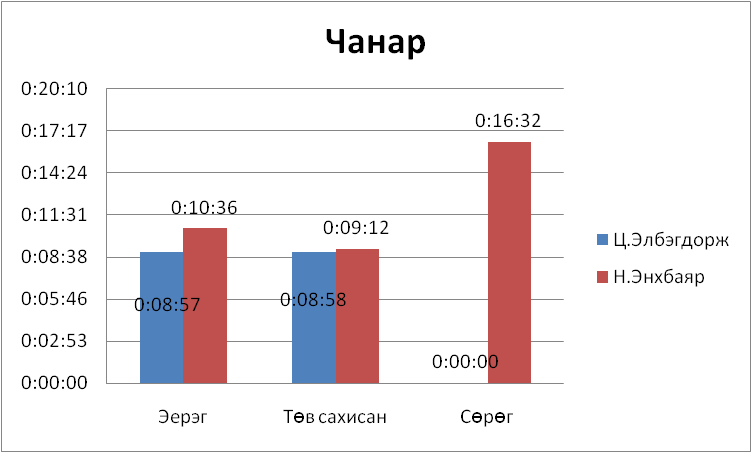 Чанар
0:20:10
0:17:17
0:14:24
0:11:31
0:08:38
0:05:46
0:02:53
0:00:00
0:08:57
0:10:36
0:08:58
0:09:12
0:00:00
0:16:32
Эерэг
Төв сахисан
Сөрөг
Ц.Элбэгдорж
Н.Энхбаяр